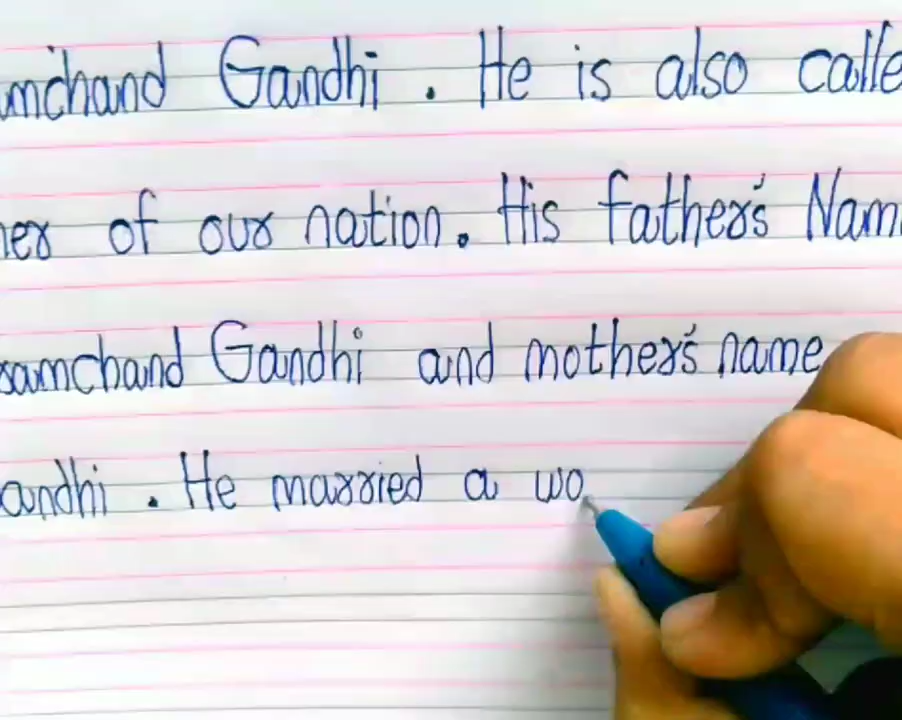 amchand Gandhi . He is also calle
her of our nation. His father's Nam
samchand Gandhi and mother's name
andhi . He married a wo